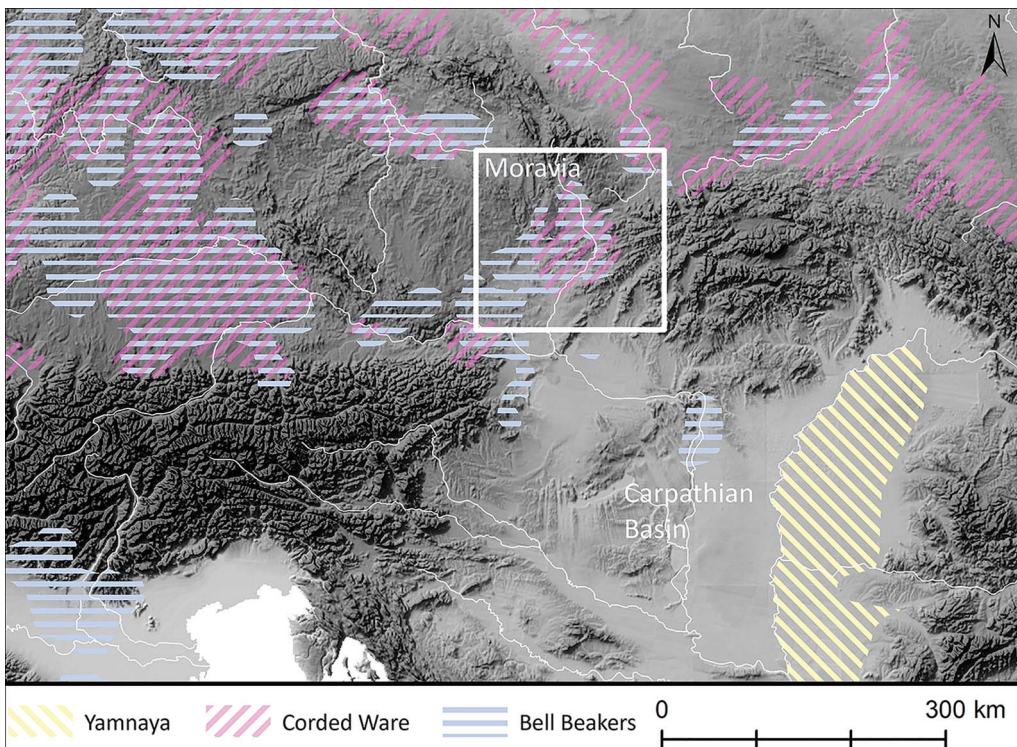 N
Moravia
Carpathian
Basin
Yamnaya
Corded Ware
Bell Beakers
0
300 km